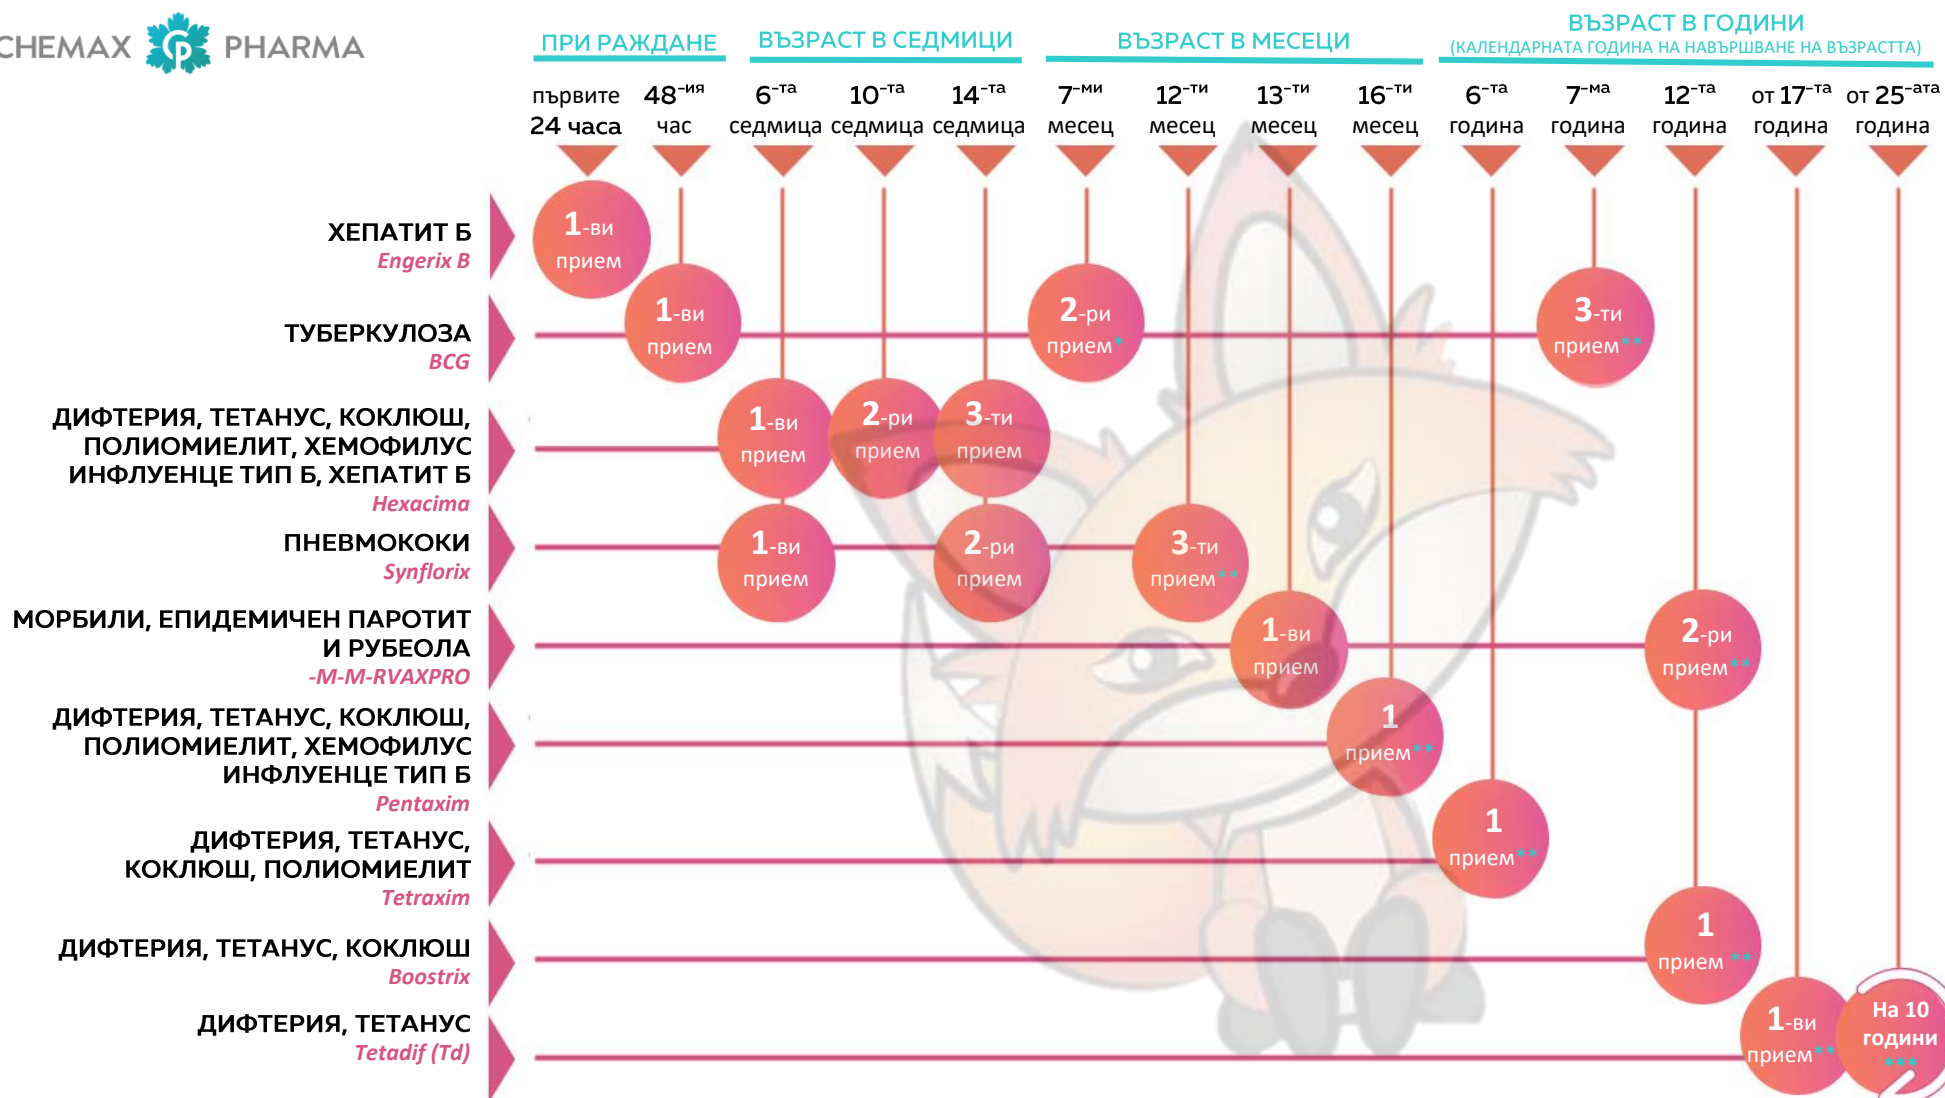 CHEMAX PHARMA
ПРИ РАЖДАНЕ
ВЪЗРАСТ В СЕДМИЦИ
ВЪЗРАСТ В МЕСЕЦИ
ВЪЗРАСТ В ГОДИНИ
(КАЛЕНДАРНАТА ГОДИНА НА НАВЪРШВАНЕ НА ВЪЗРАСТТА)
първите
24 часа
48-ия
час
6-та
седмица
10-та
седмица
14-та
седмица
7-ми
месец
12-ти
месец
13-ти
месец
16-ти
месец
6-та
година
7-ма
година
12-та
година
от 17-та
година
от 25-ата
година
ХЕПАТИТ Б
Engerix B
1-ви
прием
ТУБЕРКУЛОЗА
BCG
1-ви
прием
2-ри
прием*
3-ти
прием**
ДИФТЕРИЯ, ТЕТАНУС, КОКЛЮШ,
ПОЛИОМИЕЛИТ, ХЕМОФИЛУС
ИНФЛУЕНЦЕ ТИП Б, ХЕПАТИТ Б
Hexacima
1-ви
прием
2-ри
прием
3-ти
прием
ПНЕВМОКОКИ
Synflorix
1-ви
прием
2-ри
прием
3-ти
прием**
МОРБИЛИ, ЕПИДЕМИЧЕН ПАРОТИТ
И РУБЕОЛА
-M-M-RVAXPRO
1-ви
прием
2-ри
прием**
ДИФТЕРИЯ, ТЕТАНУС, КОКЛЮШ,
ПОЛИОМИЕЛИТ, ХЕМОФИЛУС
ИНФЛУЕНЦЕ ТИП Б
Pentaxim
1
прием**
ДИФТЕРИЯ, ТЕТАНУС,
КОКЛЮШ, ПОЛИОМИЕЛИТ
Tetraxim
1
прием**
ДИФТЕРИЯ, ТЕТАНУС, КОКЛЮШ
Boostrix
1
прием **
ДИФТЕРИЯ, ТЕТАНУС
Tetadif (Td)
1-ви
прием**
На 10
години
***